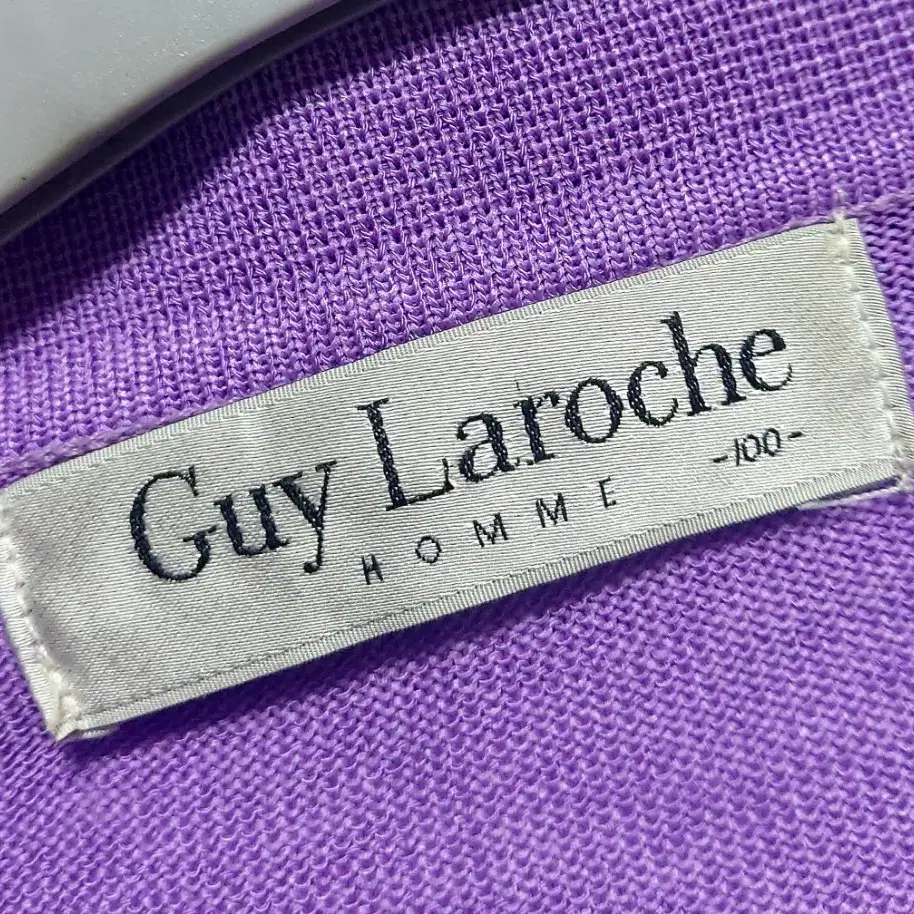 Guy Laroche
HOMME -100-